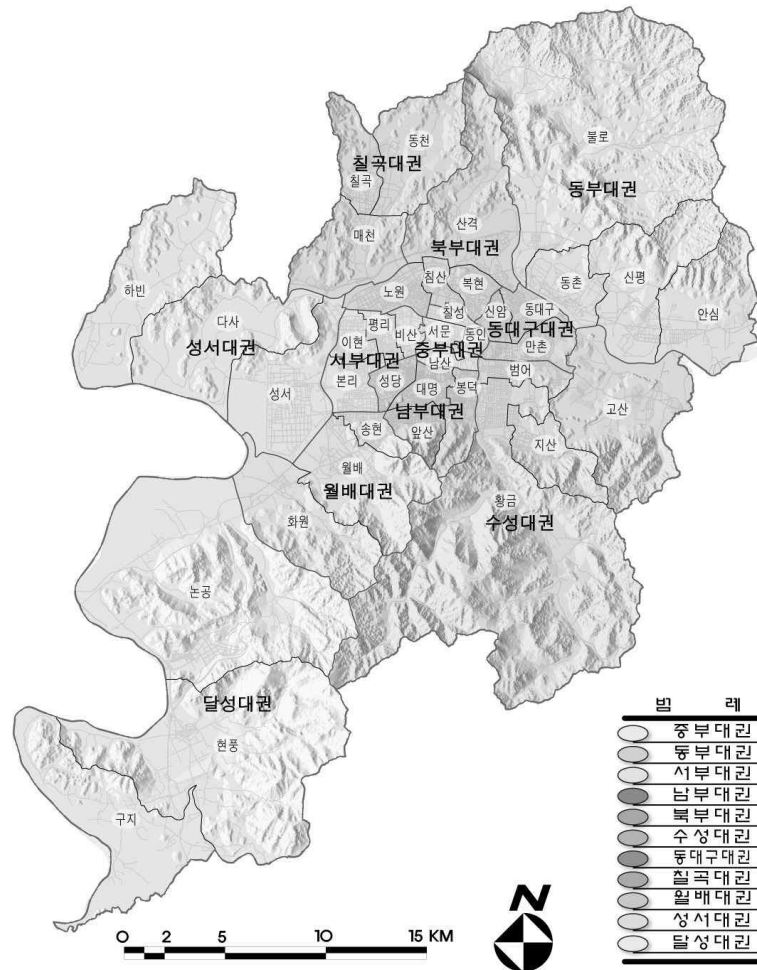 동천
칠곡대권
칠곡
불로
동부대권
산격
매천
북부대권
하빈
침산
복현
동촌
신평
노원
안심
다사
칠성
신암
동대구
성서대권
평리
비산
서문
동인
동대구대권
이현
중부대권
만촌
서부대권
남산
범어
성서
본리
성당
대명
봉덕
고산
남부대권
송현
앞산
지산
월배
월배대권
황금
수성대권
화원
논공
달성대권
현풍
구지
범 례
중부대권
동부대권
서부대권
남부대권
북부대권
수성대권
동대구대권
칠곡대권
월배대권
성서대권
달성대권
N
0 2 5 10 15 KM